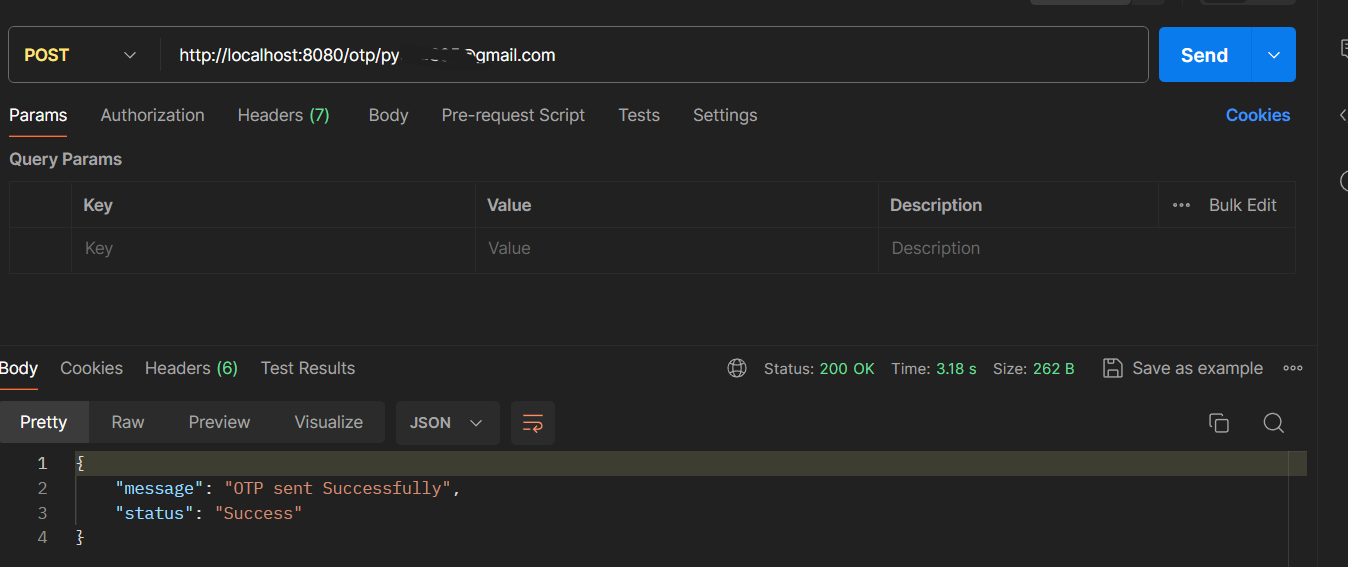 POST
http://localhost:8080/otp/py gmail.com
Send
Params Authorization Headers (7) Body Pre-request Script Tests Settings Cookies
Query Params
Key Value Description ••• Bulk Edit
Key Value Description
Body Cookies Headers (6) Test Results Status: 200 OK Time: 3.18 s Size: 262 B Save as example
Pretty Raw Preview Visualize JSON
1 {
2 "message": "OTP sent Successfully",
3 "status": "Success"
4 }